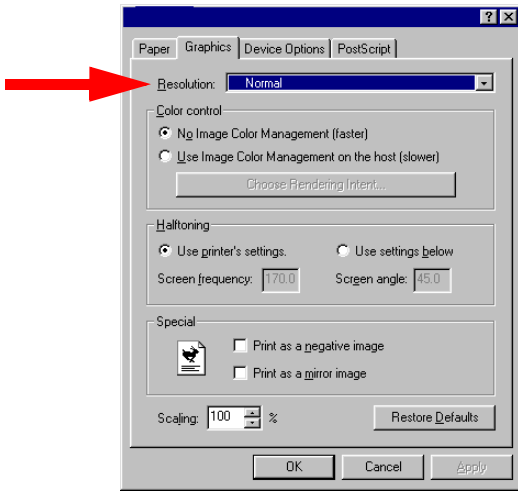 Paper Graphics Device Options PostScript
Resolution: Normal
Color control
No Image Color Management (faster)
Use Image Color Management on the host (slower)
Choose Rendering Intent...
Halftoning
Use printer's settings. Use settings below
Screen frequency: 170.0 Screen angle: 45.0
Special
Print as a negative image
Print as a mirror image
Scaling: 100 % Restore Defaults
OK Cancel Apply